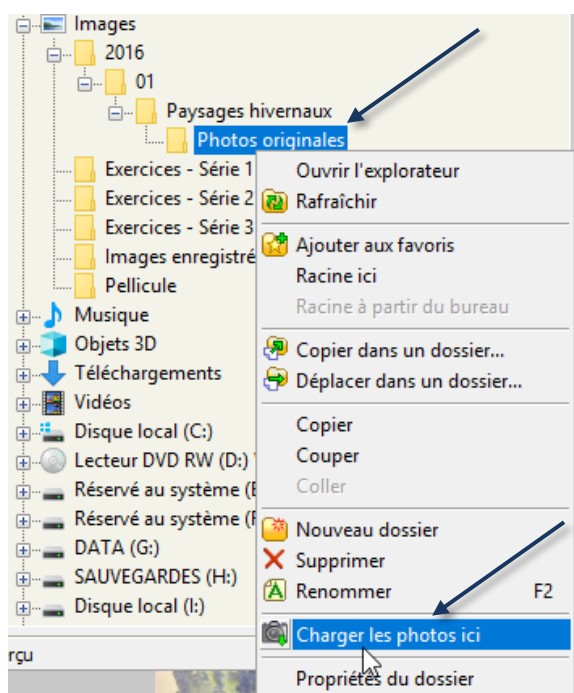 Images
2016
01
Paysages hivernaux
Photos originales
Exercices - Série 1
Exercices - Série 2
Exercices - Série 3
Images enregistré
Pellicule
Musique
Objets 3D
Téléchargements
Vidéos
Disque local (C:)
Lecteur DVD RW (D:)
Réservé au système (E
Réservé au système (F
DATA (G:)
SAUVEGARDES (H:)
Disque local (I:)
rçu
Ouvrir l'explorateur
Rafraîchir
Ajouter aux favoris
Racine ici
Racine à partir du bureau
Copier dans un dossier...
Déplacer dans un dossier...
Copier
Couper
Coller
Nouveau dossier
Supprimer
Renommer F2
Charger les photos ici
Propriétés du dossier